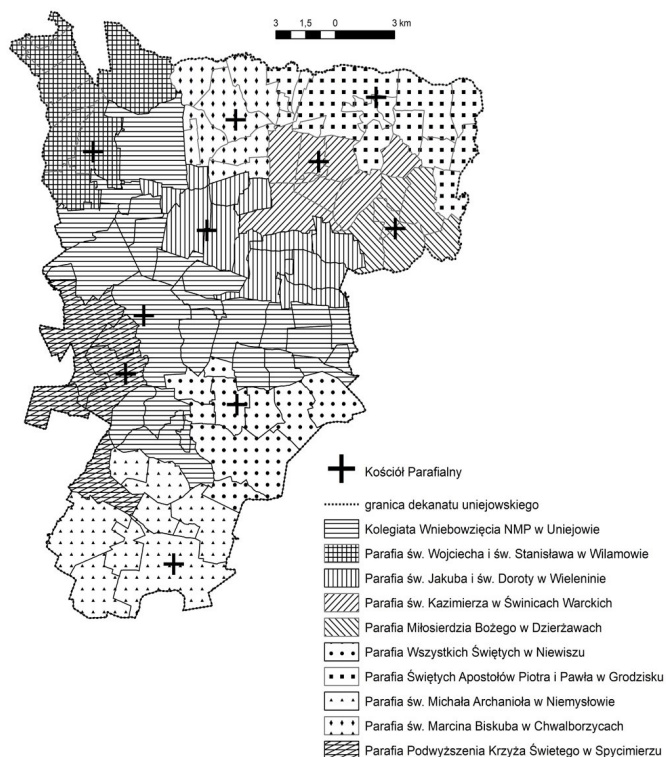 3 1,5 0 3 km
Kościół Parafialny
granica dekanatu uniejowskiego
Kolegiata Wniebowzięcia NMP w Uniejowie
Parafia św. Wojciecha i św. Stanisława w Wilamowie
Parafia św. Jakuba i św. Doroty w Wieleninie
Parafia św. Kazimierza w Świnicach Warckich
Parafia Miłosierdzia Bożego w Dzierżawach
Parafia Wszystkich Świętych w Niewiszu
Parafia Świętych Apostołów Piotra i Pawła w Grodzisku
Parafia św. Michała Archanioła w Niemysłowie
Parafia św. Marcina Biskuba w Chwalborzycach
Parafia Podwyższenia Krzyża Świetego w Spycimierzu